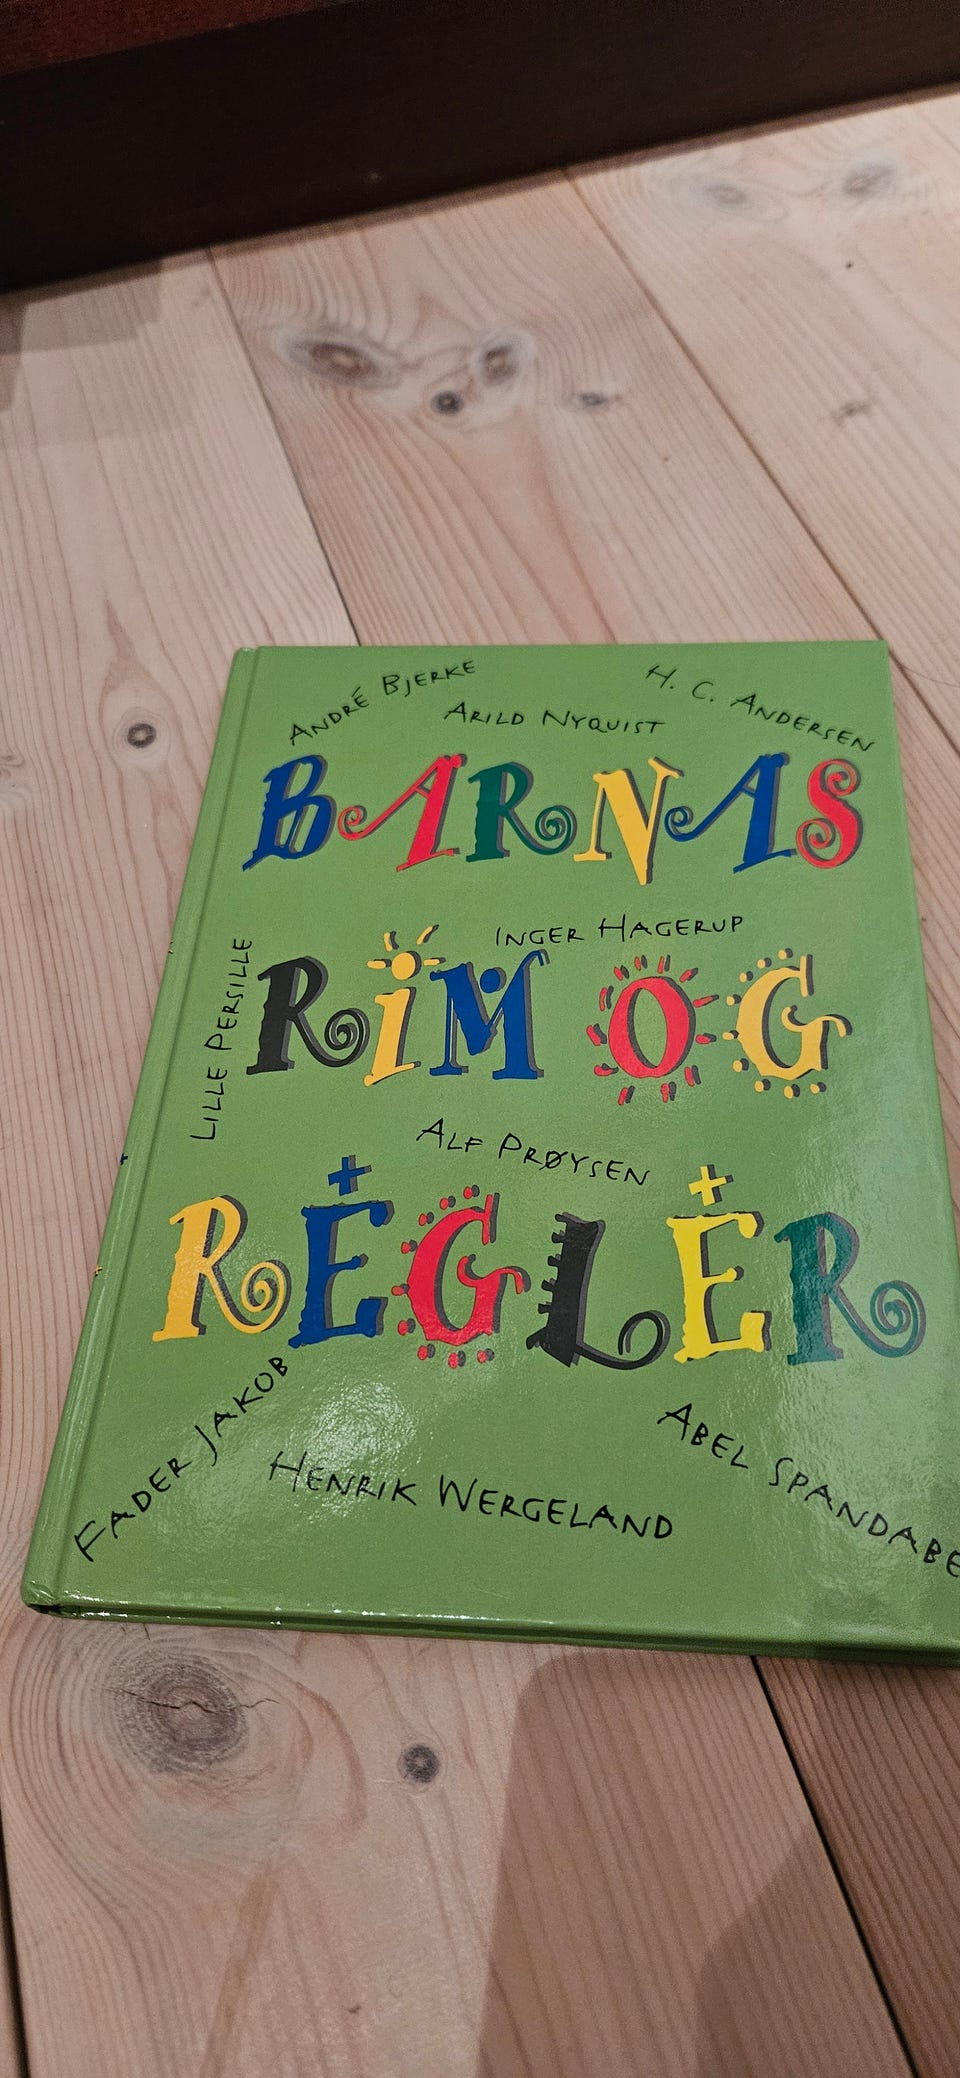 ANDRÉ BJERKE
H. C. ANDERSEN
ARILD NYQUIST
BARNAS
INGER HAGERUP
LILLE PERSILLE
RIM OG
ALF PRØYSEN
REGLER
FADER JAKOB
HENRIK WERGELAND
ABEL SPANDABE